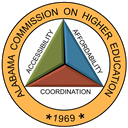 ALABAMA COMMISSION ON HIGHER EDUCATION
ACCESSIBILITY
AFFORDABILITY
COORDINATION
★1969★